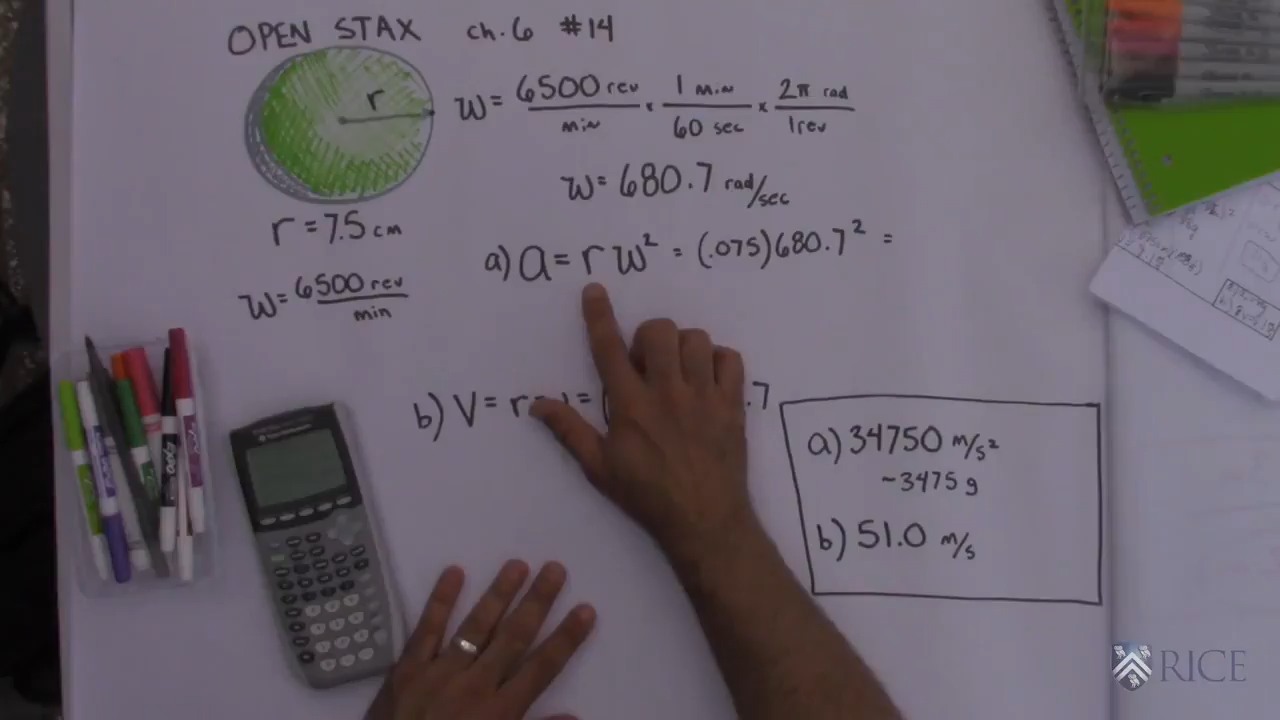 OPEN STAX ch.6 #14
r
w = 6500 rev / min × 1 min / 60 sec × 2π rad / 1 rev
w = 680.7 rad/sec
r = 7.5 cm
w = 6500 rev / min
a) a = r w² = (.075)680.7² =
b) V = r = .7
a) 34750 m/s²
~3475 g
b) 51.0 m/s
RICE